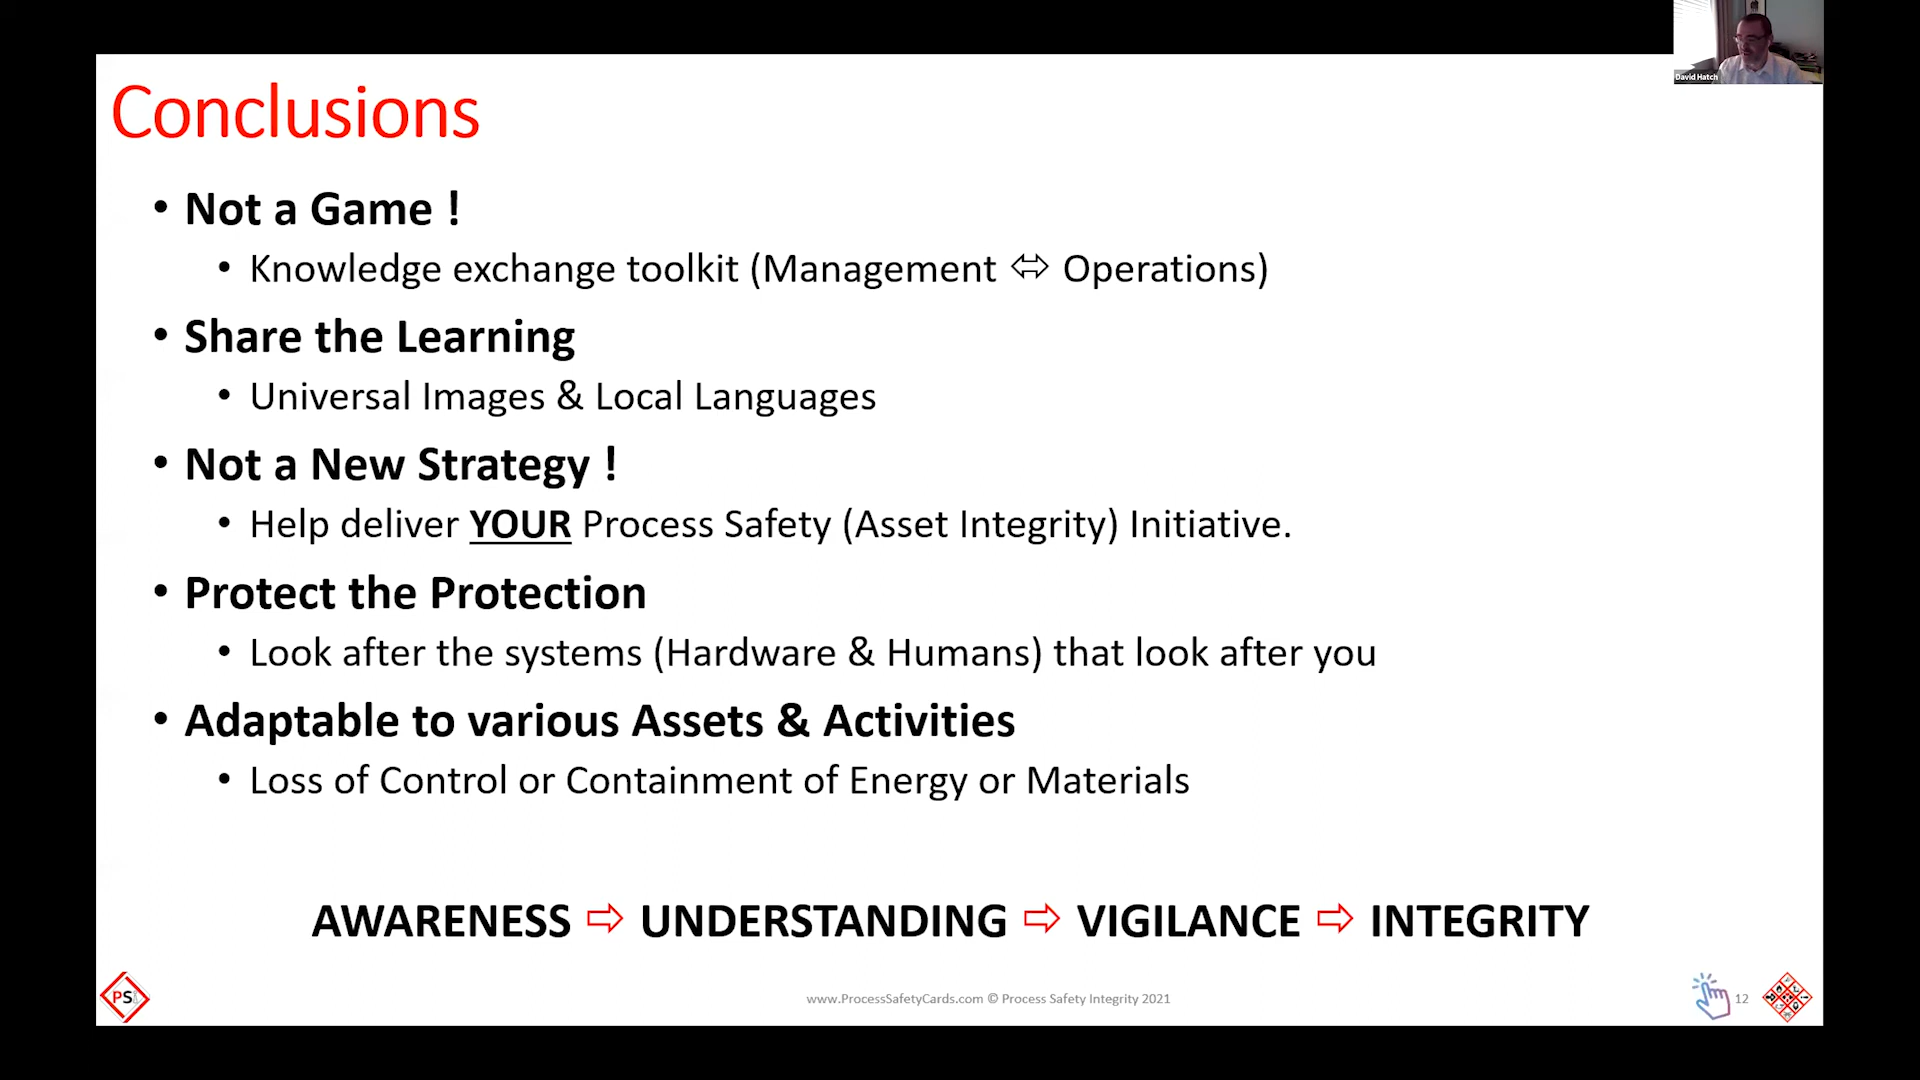 David Hatch
Conclusions
• Not a Game !
• Knowledge exchange toolkit (Management ⬄ Operations)
• Share the Learning
• Universal Images & Local Languages
• Not a New Strategy !
• Help deliver YOUR Process Safety (Asset Integrity) Initiative.
• Protect the Protection
• Look after the systems (Hardware & Humans) that look after you
• Adaptable to various Assets & Activities
• Loss of Control or Containment of Energy or Materials
AWARENESS ⇨ UNDERSTANDING ⇨ VIGILANCE ⇨ INTEGRITY
PSi
www.ProcessSafetyCards.com © Process Safety Integrity 2021
12